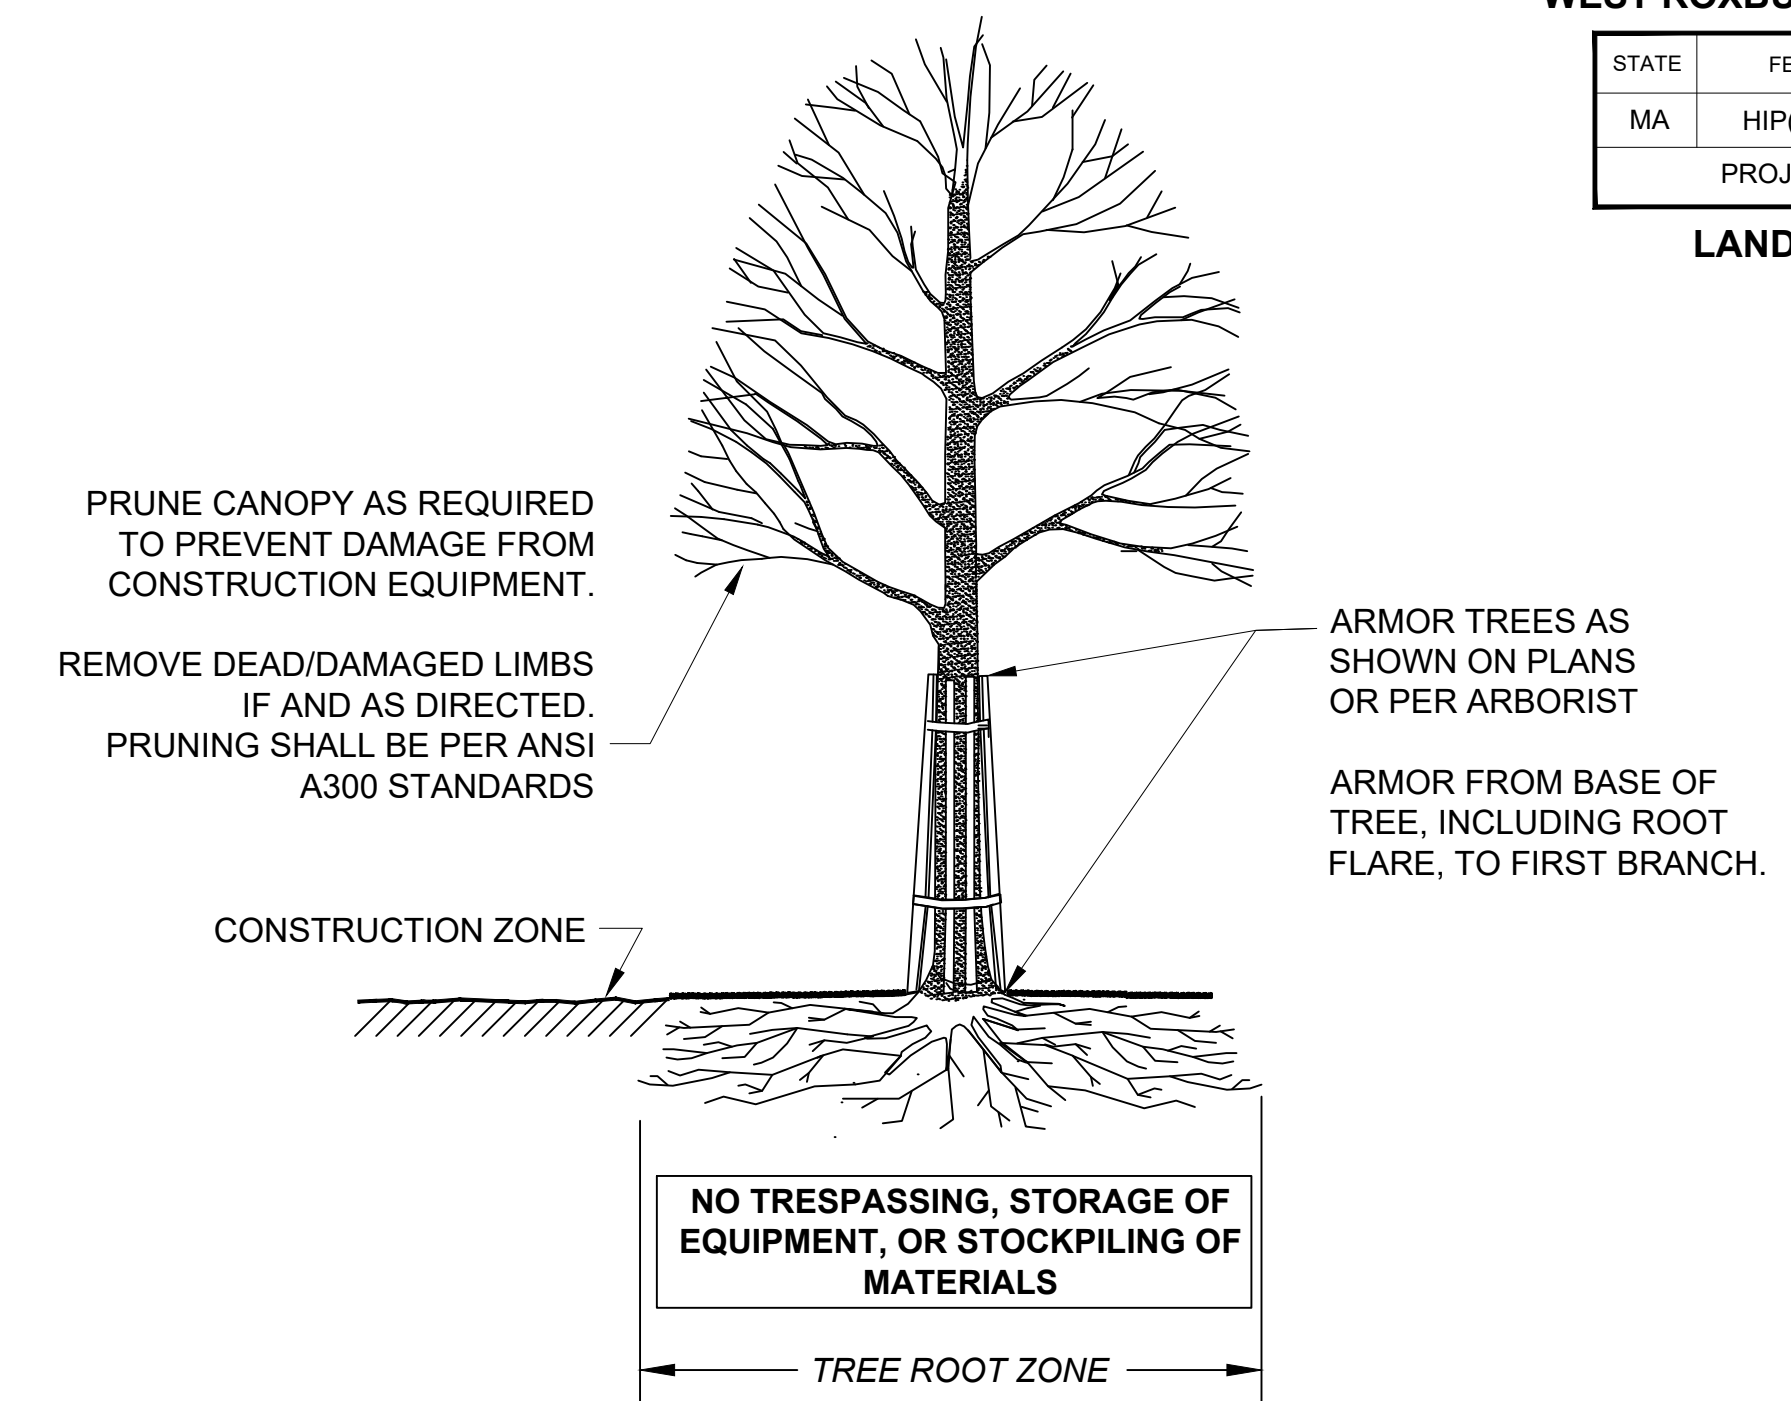 STATE
MA
LAND
PRUNE CANOPY AS REQUIRED
TO PREVENT DAMAGE FROM
CONSTRUCTION EQUIPMENT.
REMOVE DEAD/DAMAGED LIMBS
IF AND AS DIRECTED.
PRUNING SHALL BE PER ANSI
A300 STANDARDS
ARMOR TREES AS
SHOWN ON PLANS
OR PER ARBORIST
ARMOR FROM BASE OF
TREE, INCLUDING ROOT
FLARE, TO FIRST BRANCH.
CONSTRUCTION ZONE
NO TRESPASSING, STORAGE OF
EQUIPMENT, OR STOCKPILING OF
MATERIALS
TREE ROOT ZONE